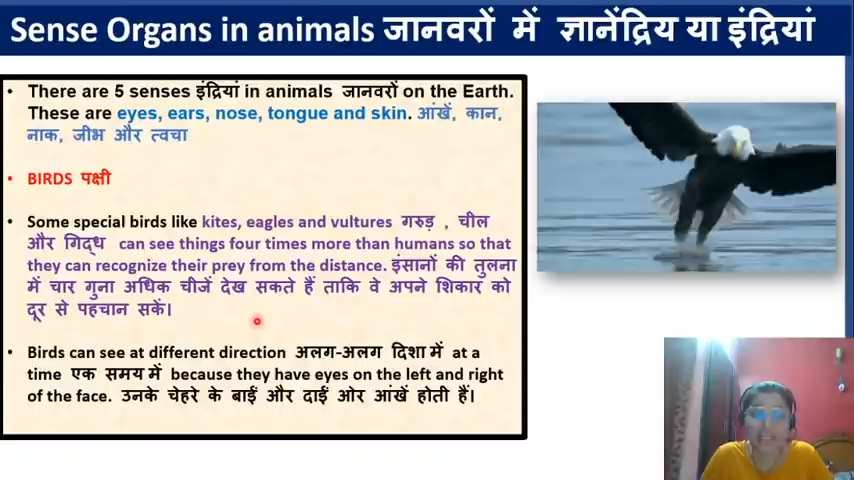 Sense Organs in animals जानवरों में ज्ञानेंद्रिय या इंद्रियां
There are 5 senses इंद्रियां in animals जानवरों on the Earth.
These are eyes, ears, nose, tongue and skin. आंखें, कान,
नाक, जीभ और त्वचा
BIRDS पक्षी
Some special birds like kites, eagles and vultures गरुड़ , चील
और गिद्ध can see things four times more than humans so that
they can recognize their prey from the distance. इंसानों की तुलना
में चार गुना अधिक चीजें देख सकते हैं ताकि वे अपने शिकार को
दूर से पहचान सकें।
Birds can see at different direction अलग-अलग दिशा में at a
time एक समय में because they have eyes on the left and right
of the face. उनके चेहरे के बाईं और दाईं ओर आंखें होती हैं।